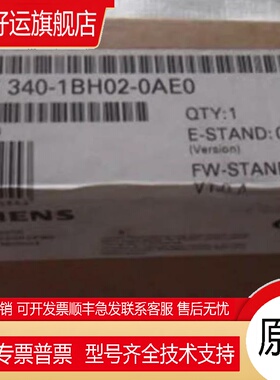 好运旗舰店
340-1BH02-0AE0
QTY:1
E-STAND:
(Version)
FW-STAND
ENS
销 可开发票顺丰急发联系客服 售后无忧
专票普票 型号齐全技术支持
原